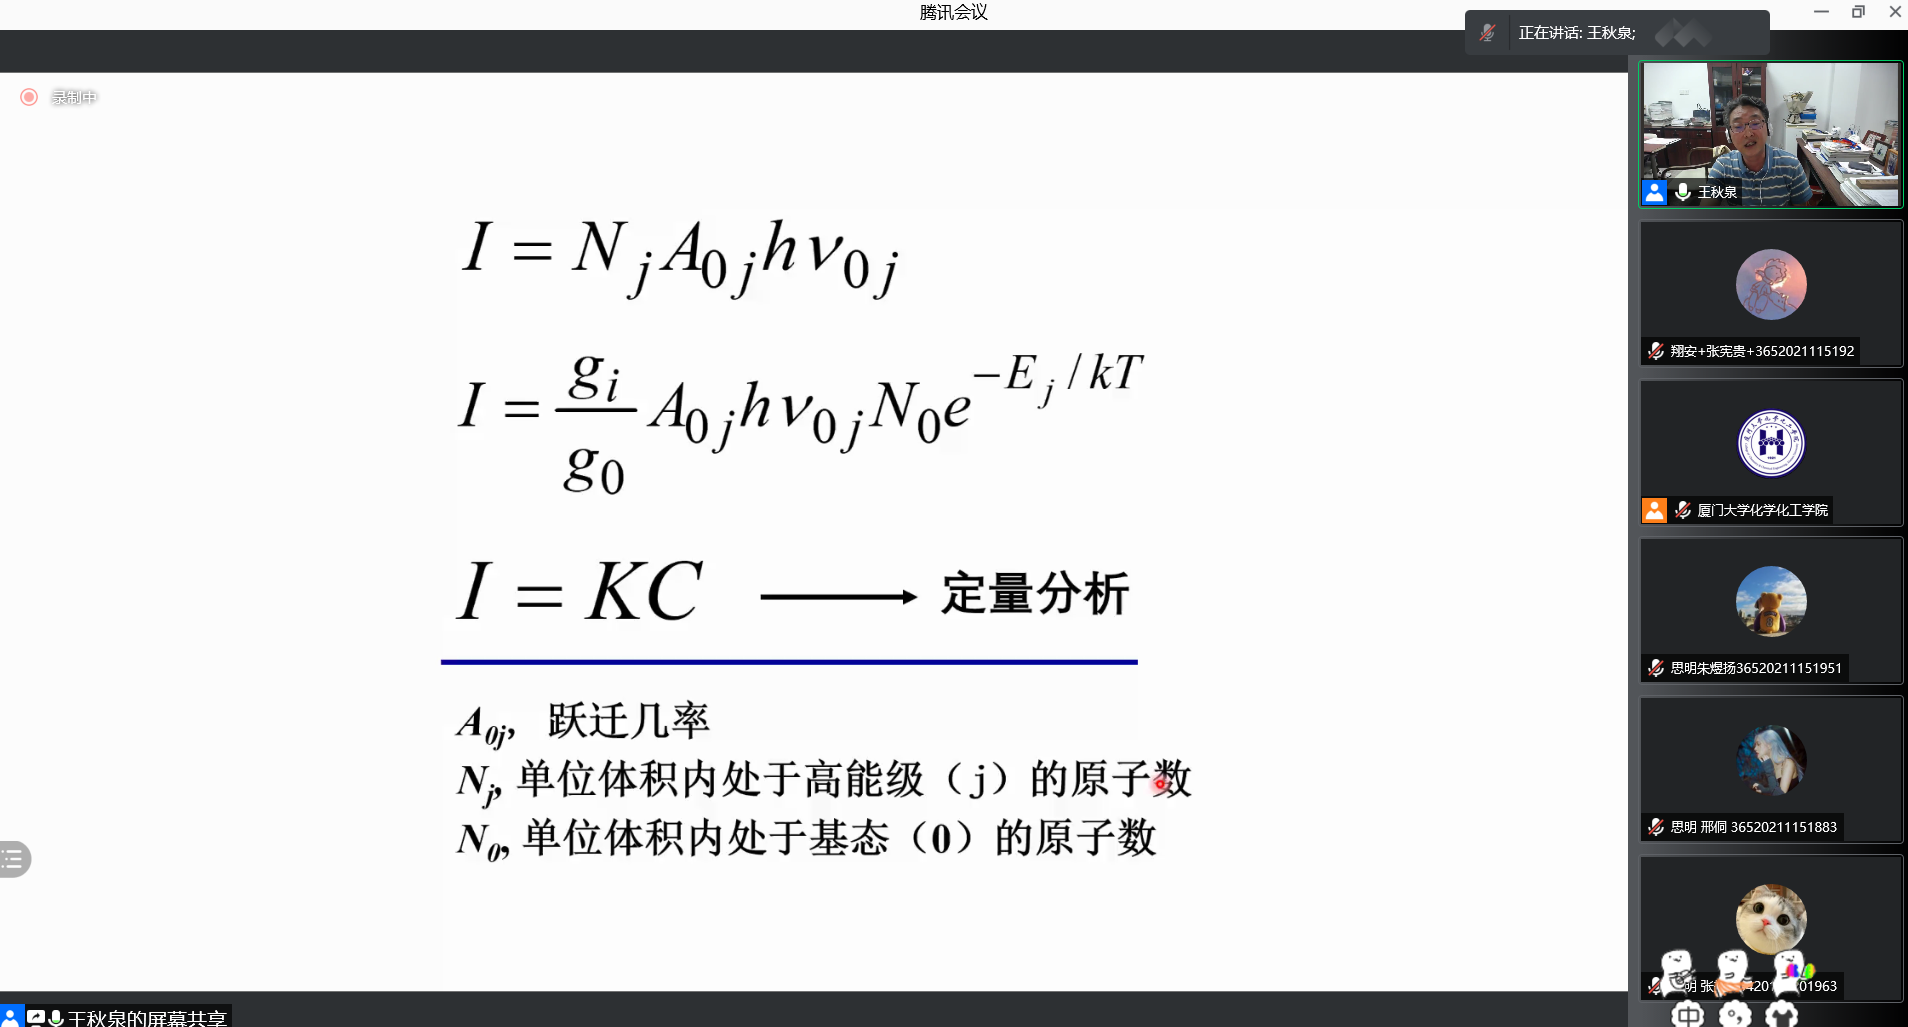 腾讯会议
正在讲话: 王秋泉;
录制中
I = N_j A_{0j} hν_{0j}
I = \frac{g_i}{g_0} A_{0j} hν_{0j} N_0 e^{-E_j/kT}
I = KC → 定量分析
A_{0j}, 跃迁几率
N_j, 单位体积内处于高能级（j）的原子数
N_0, 单位体积内处于基态（0）的原子数
王秋泉的屏幕共享
王秋泉
翔安+张宪贵+3652021115192
厦门大学化学化工学院
思明朱煜扬36520211151951
思明 邢侗 36520211151883
明 张
01963
中